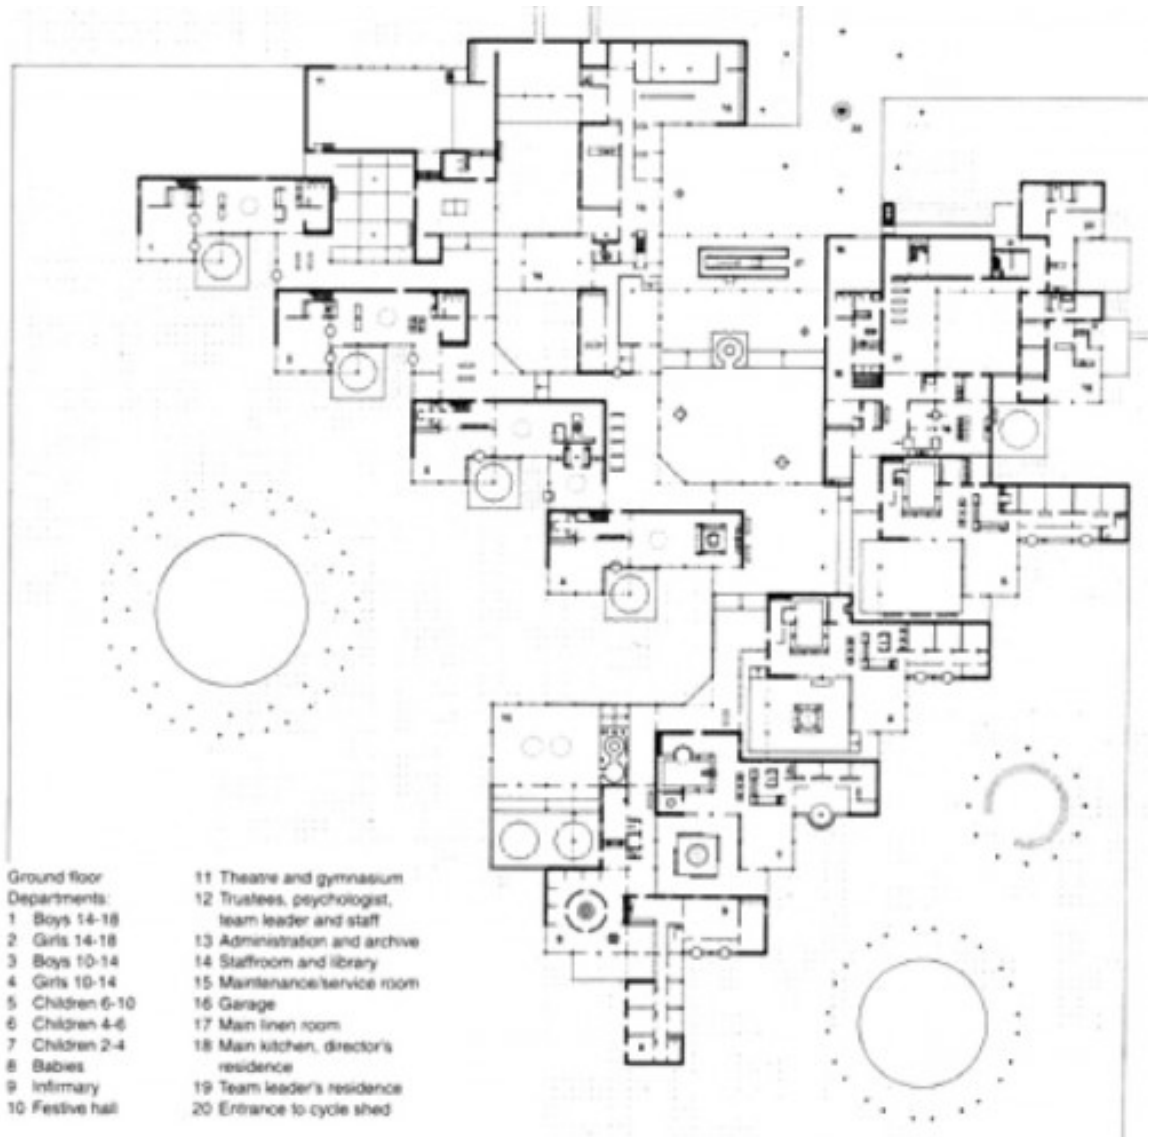 Ground floor
Departments:
1 Boys 14-18
2 Girls 14-18
3 Boys 10-14
4 Girls 10-14
5 Children 6-10
6 Children 4-6
7 Children 2-4
8 Babies
9 Infirmary
10 Festive hall
11 Theatre and gymnasium
12 Trustees, psychologist,
team leader and staff
13 Administration and archive
14 Staffroom and library
15 Maintenance/service room
16 Garage
17 Main linen room
18 Main kitchen, director's
residence
19 Team leader's residence
20 Entrance to cycle shed